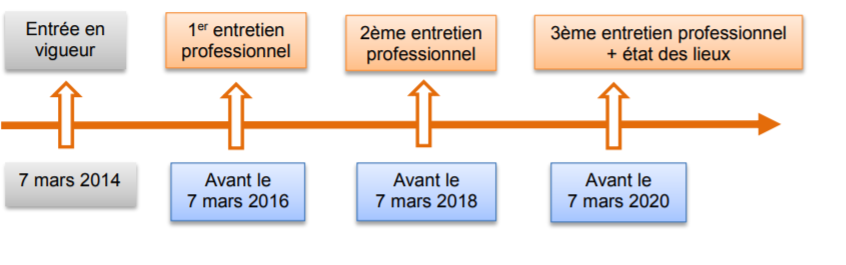 Entrée en
vigueur
1er entretien
professionnel
2ème entretien
professionnel
3ème entretien professionnel
+ état des lieux
7 mars 2014
Avant le
7 mars 2016
Avant le
7 mars 2018
Avant le
7 mars 2020